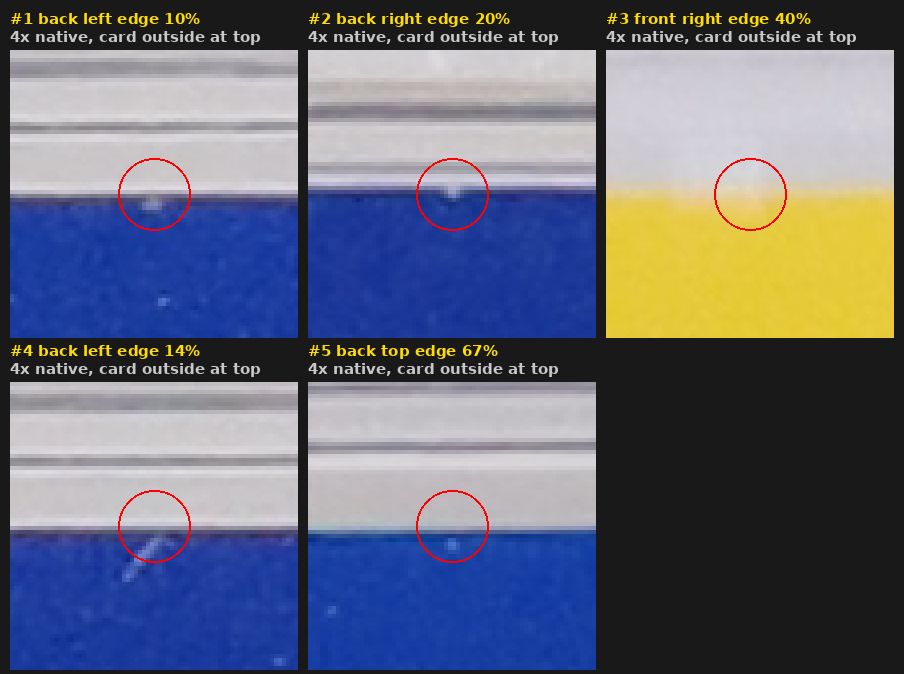 #1 back left edge 10%
4x native, card outside at top
#2 back right edge 20%
4x native, card outside at top
#3 front right edge 40%
4x native, card outside at top
#4 back left edge 14%
4x native, card outside at top
#5 back top edge 67%
4x native, card outside at top